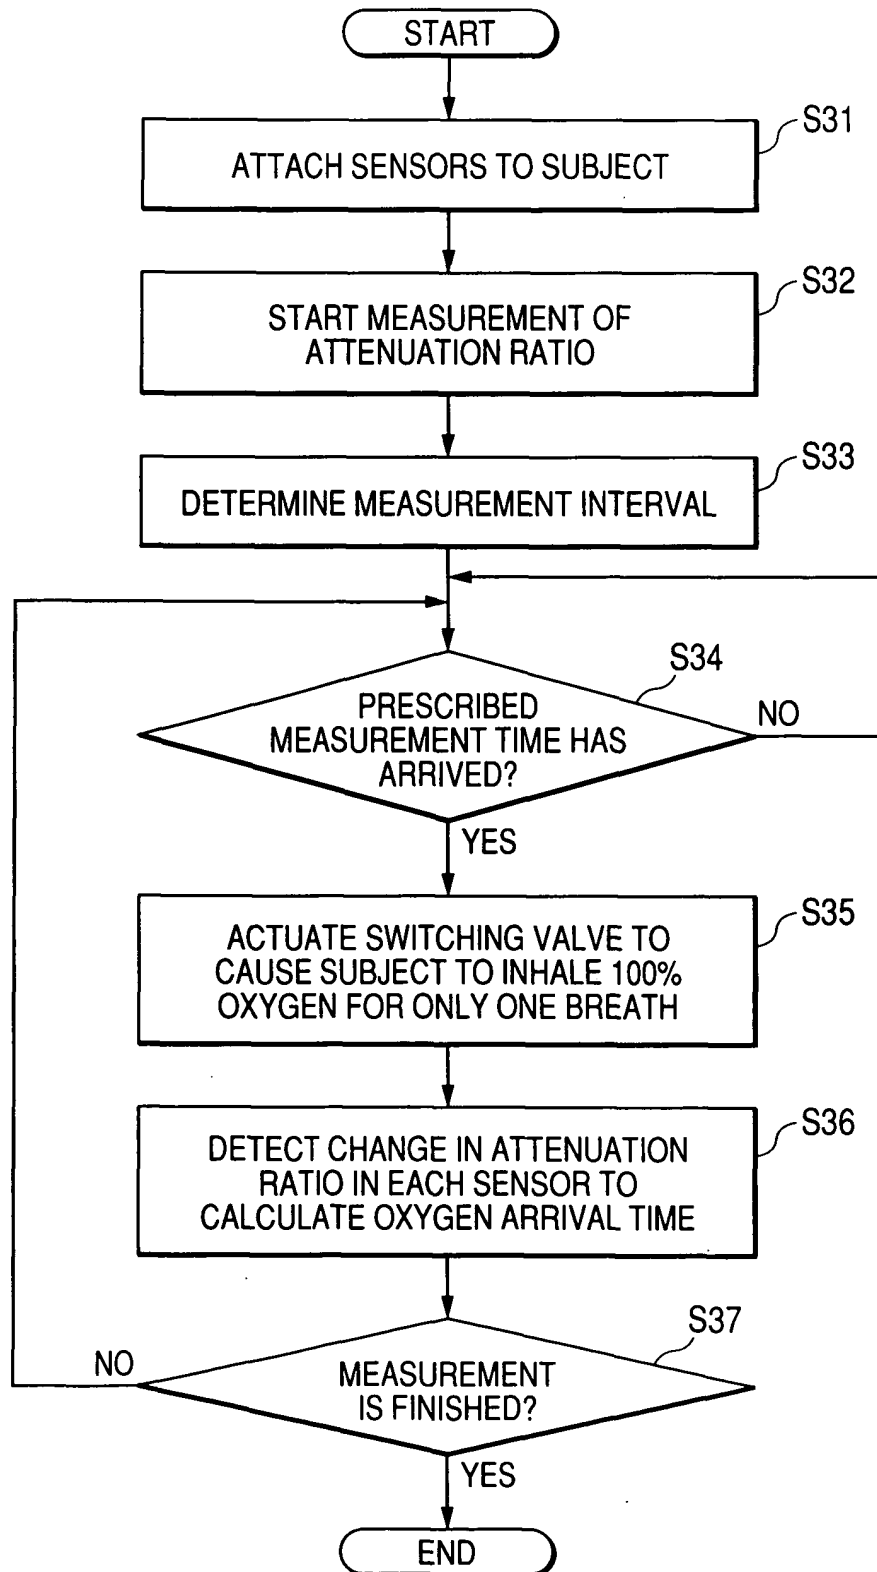 START
S31
ATTACH SENSORS TO SUBJECT
S32
START MEASUREMENT OF
ATTENUATION RATIO
S33
DETERMINE MEASUREMENT INTERVAL
S34
PRESCRIBED
MEASUREMENT TIME HAS
ARRIVED?
NO
YES
S35
ACTUATE SWITCHING VALVE TO
CAUSE SUBJECT TO INHALE 100%
OXYGEN FOR ONLY ONE BREATH
S36
DETECT CHANGE IN ATTENUATION
RATIO IN EACH SENSOR TO
CALCULATE OXYGEN ARRIVAL TIME
S37
NO
MEASUREMENT
IS FINISHED?
YES
END